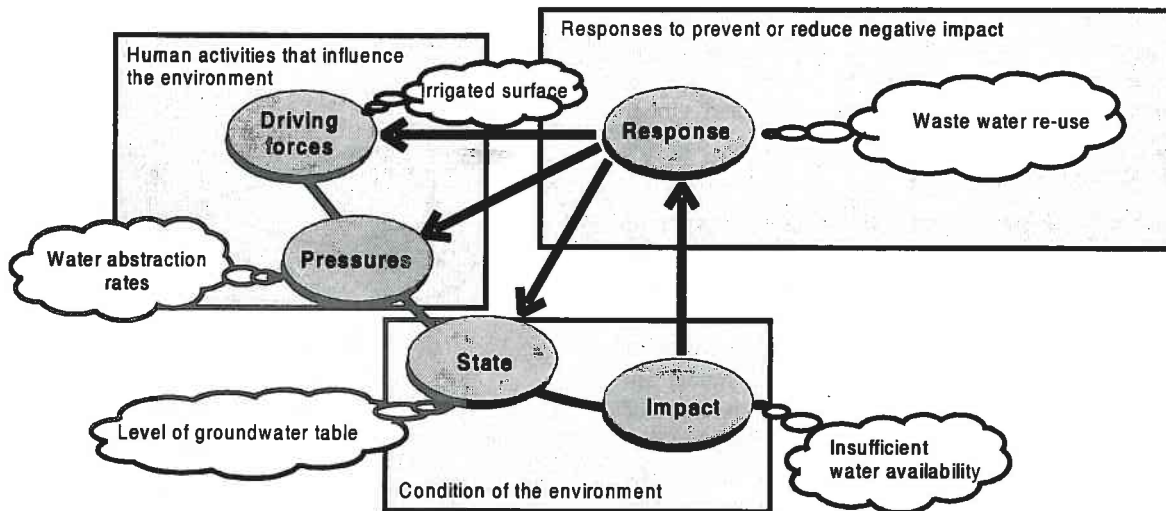 Human activities that influence
the environment
Responses to prevent or reduce negative impact
Irrigated surface
Driving
forces
Response
Waste water re-use
Water abstraction
rates
Pressures
State
Impact
Level of groundwater table
Insufficient
water availability
Condition of the environment